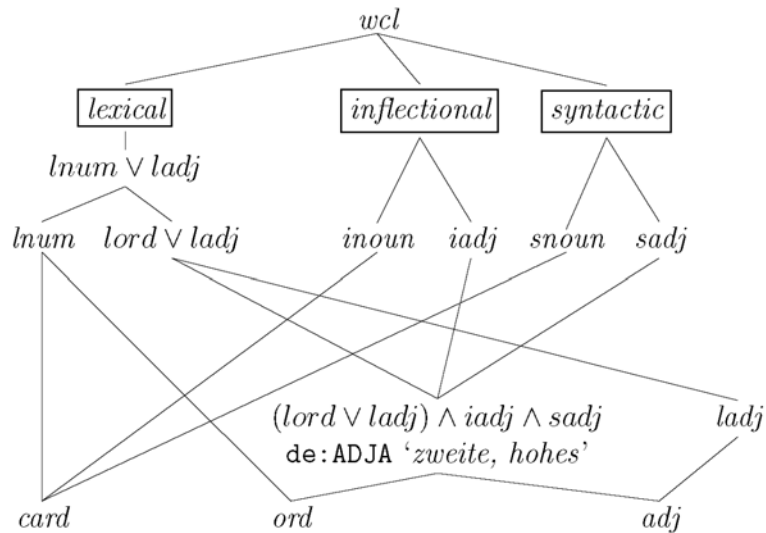 wcl
lexical inflectional syntactic
lnum ∨ ladj
lnum lord ∨ ladj inoun iadj snoun sadj
(lord ∨ ladj) ∧ iadj ∧ sadj ladj
de:ADJA ‘zweite, hohes’
card ord adj